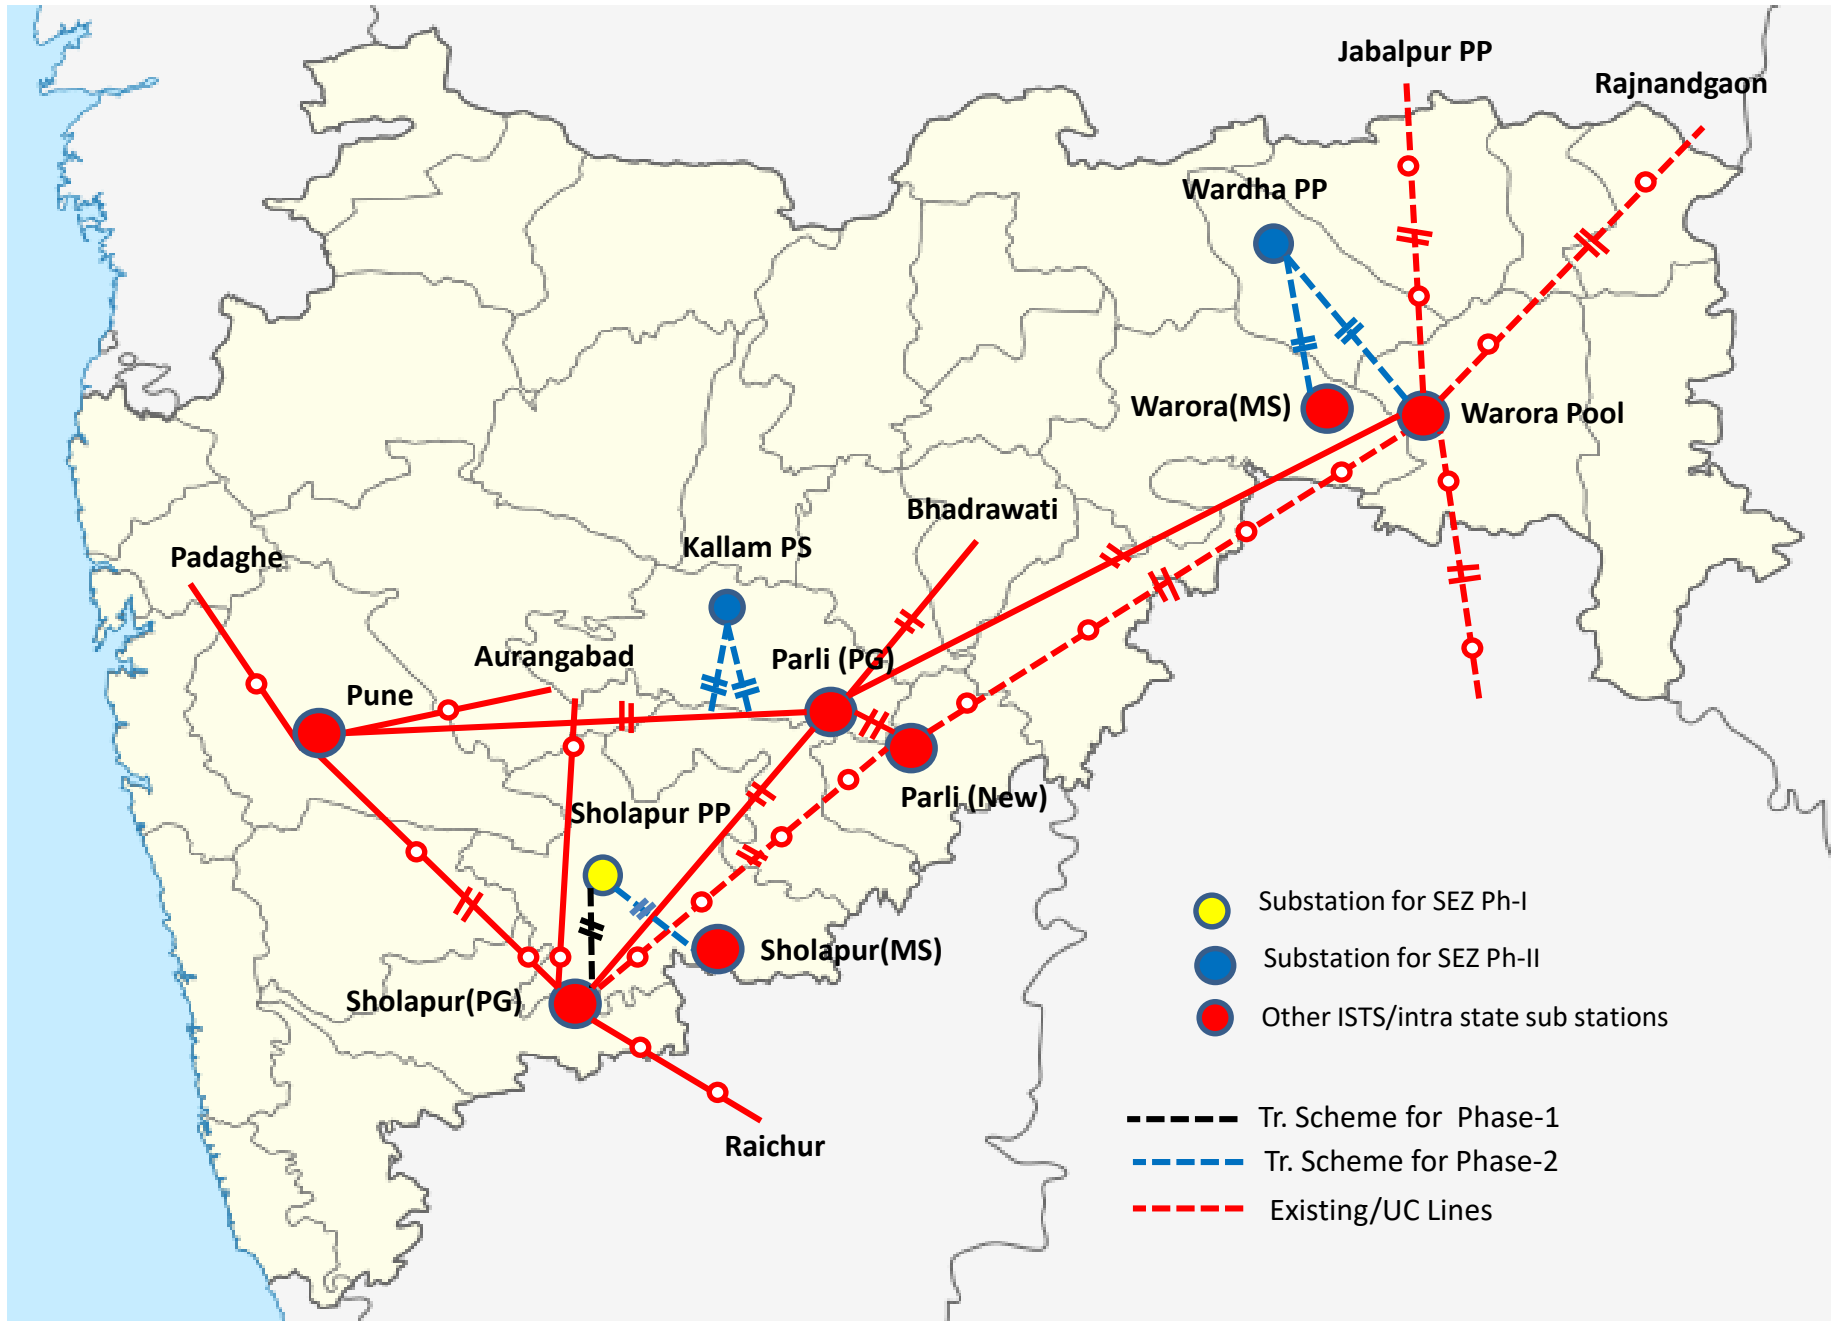 Jabalpur PP
Rajnandgaon
Wardha PP
Warora(MS)
Warora Pool
Bhadrawati
Kallam PS
Padaghe
Aurangabad
Parli (PG)
Pune
Parli (New)
Sholapur PP
Sholapur(MS)
Sholapur(PG)
Raichur
Substation for SEZ Ph-I
Substation for SEZ Ph-II
Other ISTS/intra state sub stations
Tr. Scheme for Phase-1
Tr. Scheme for Phase-2
Existing/UC Lines